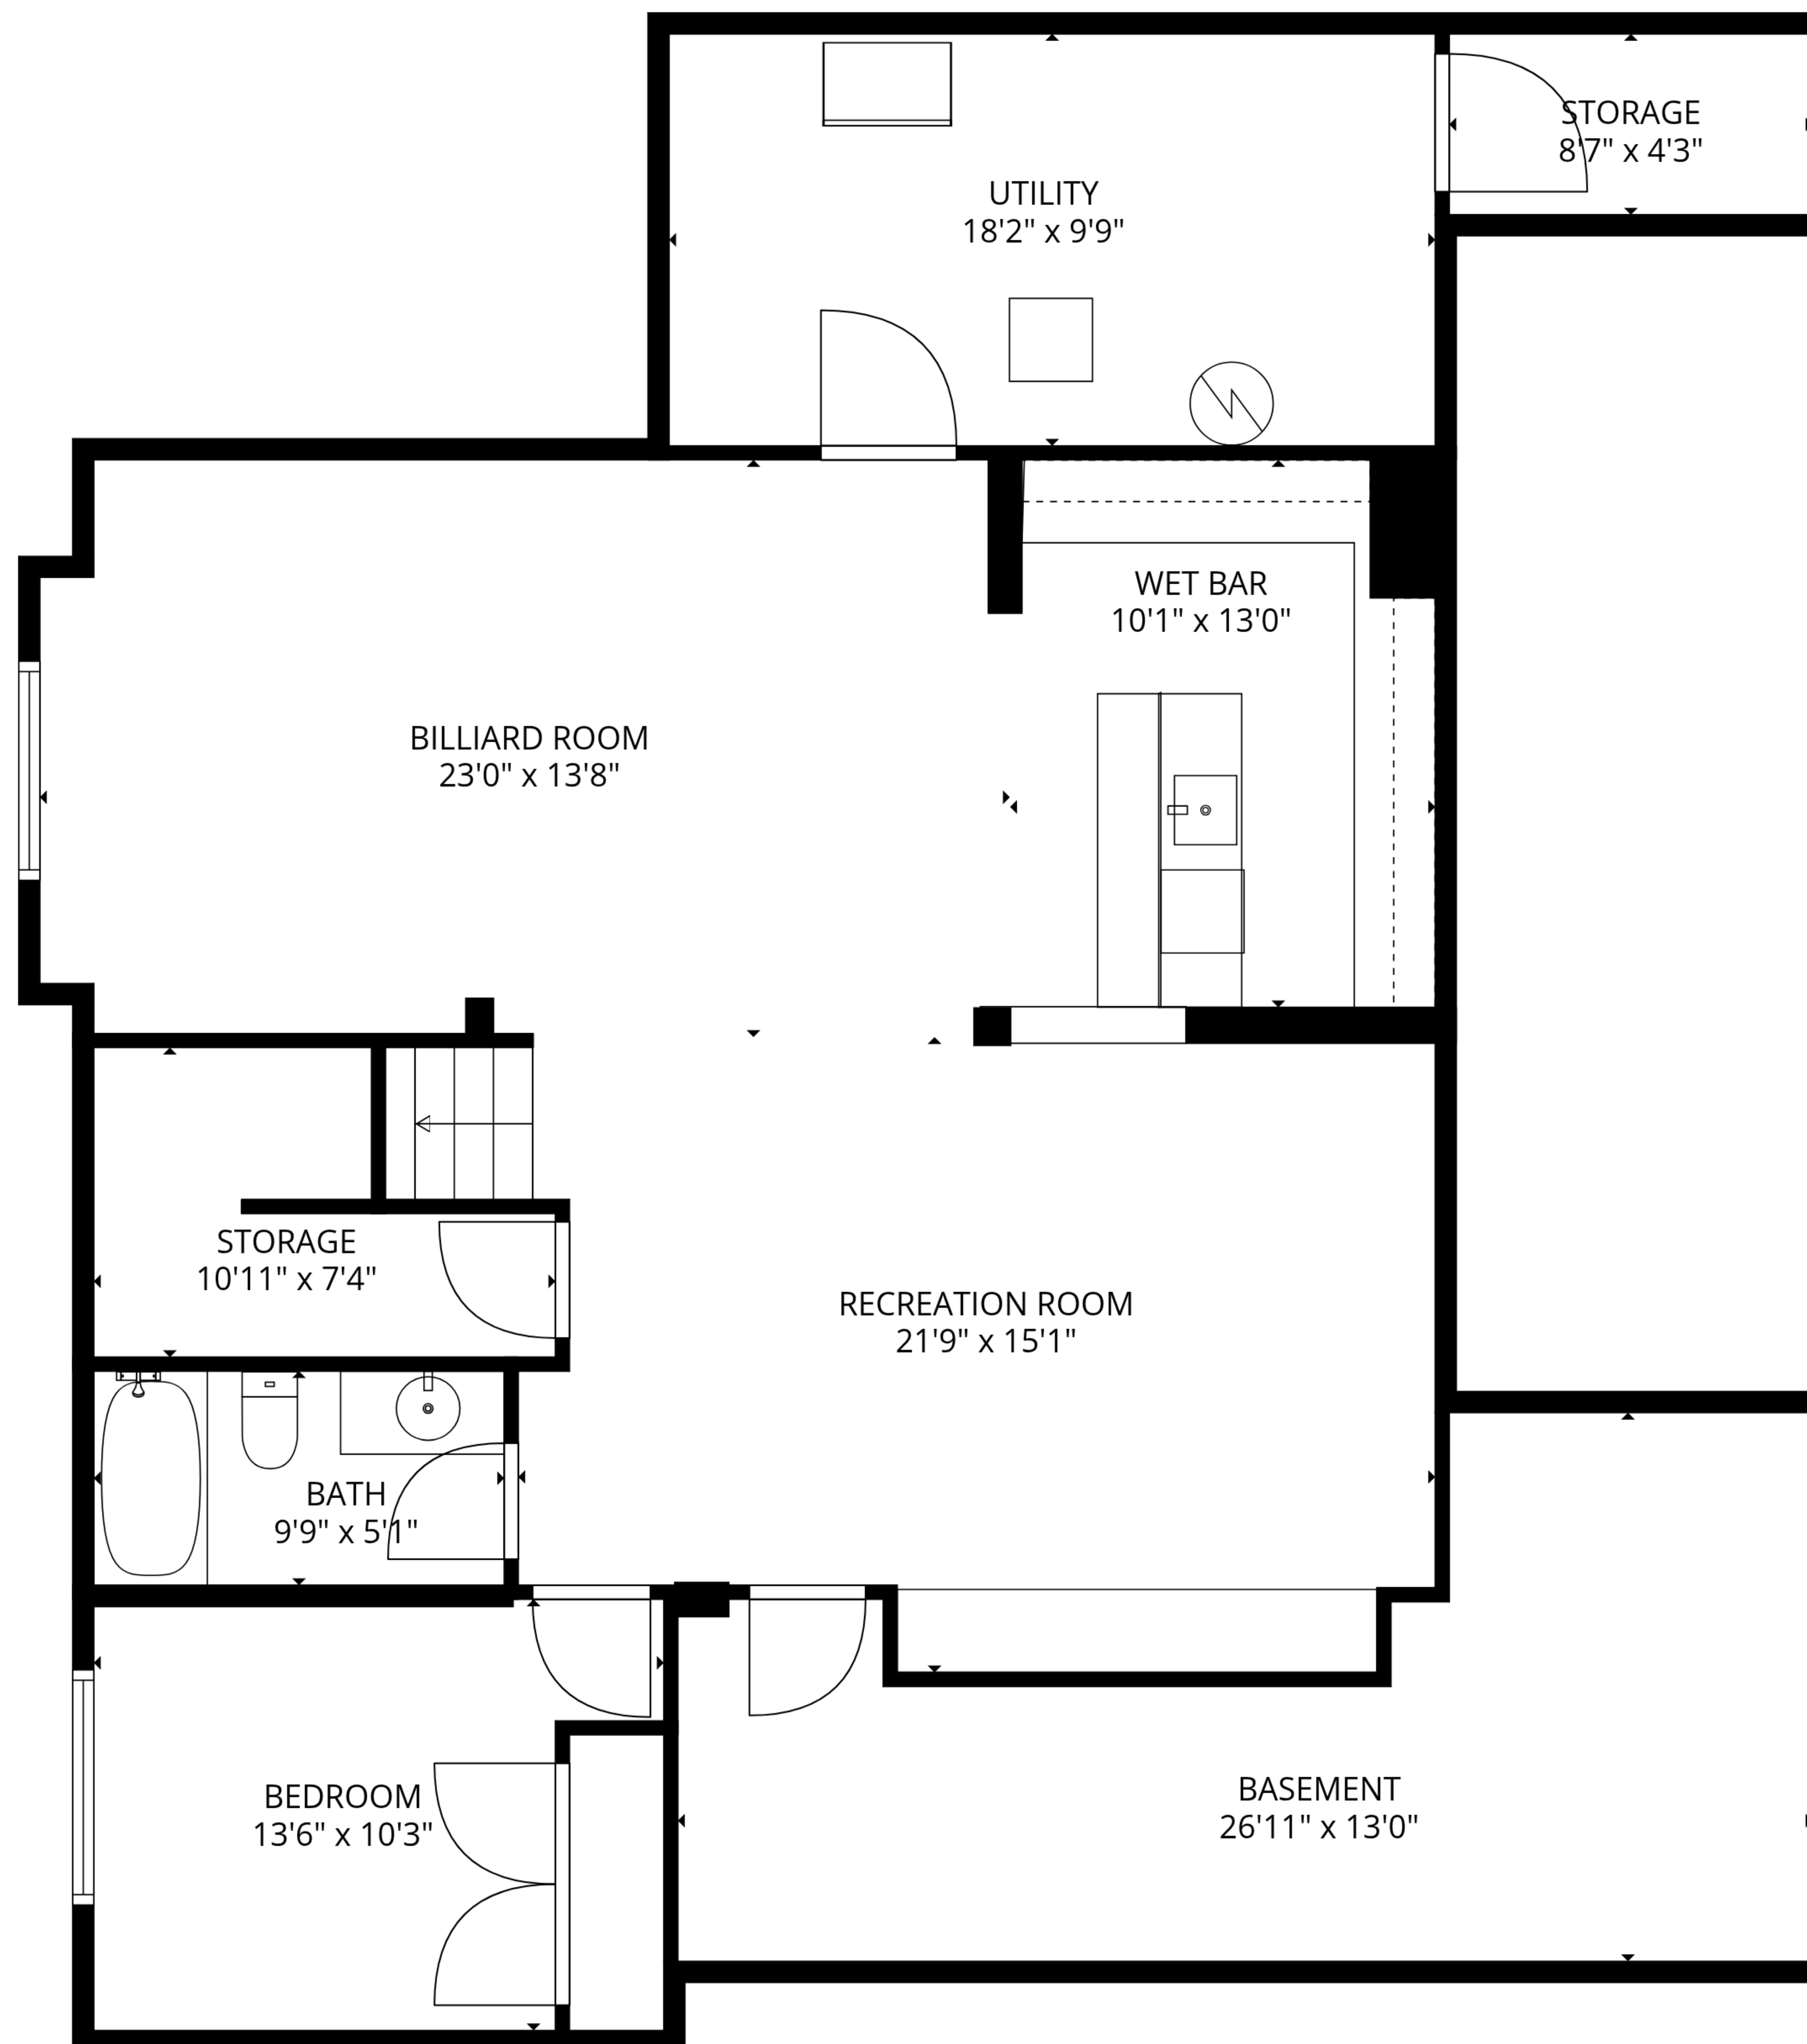 STORAGE
8'7" x 4'3"
UTILITY
18'2" x 9'9"
WET BAR
10'1" x 13'0"
BILLIARD ROOM
23'0" x 13'8"
STORAGE
10'11" x 7'4"
RECREATION ROOM
21'9" x 15'1"
BATH
9'9" x 5'1"
BEDROOM
13'6" x 10'3"
BASEMENT
26'11" x 13'0"